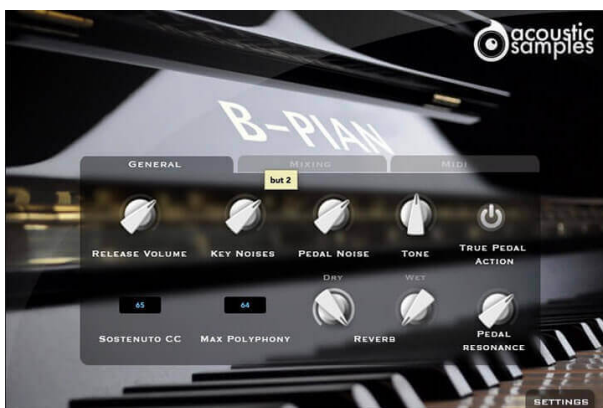 acoustic
samples
B-PIAN
GENERAL
MIXING
MIDI
but 2
RELEASE VOLUME
KEY NOISES
PEDAL NOISE
TONE
TRUE PEDAL
ACTION
DRY
WET
65
64
SOSTENUTO CC
MAX POLYPHONY
REVERB
PEDAL
RESONANCE
SETTINGS